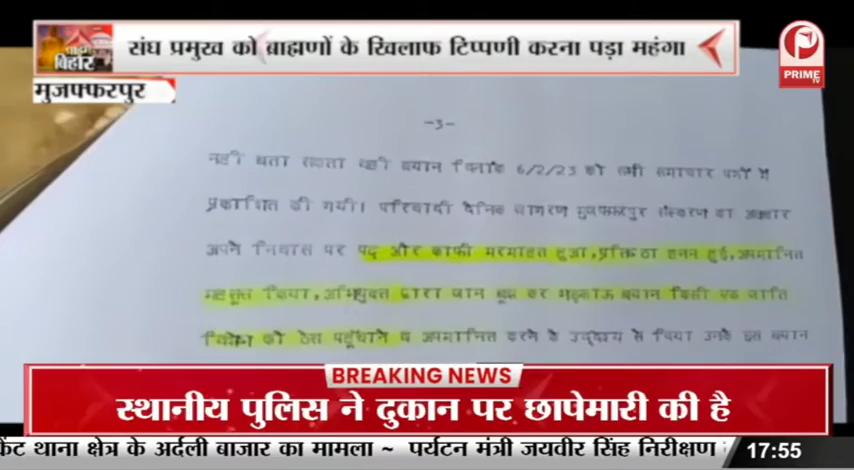 संघ प्रमुख को ब्राह्मणों के खिलाफ टिप्पणी करना पड़ा महंगा
बिहार
PRIME TV
मुजफ्फरपुर
-3-
नही बता सकता यही बयान दिनांक 6/2/23 को सभी समाचार पत्रों में
प्रकाशित की गयी। परिवादी दैनिक जागरण मुजफ्फरपुर संस्करण का अखबार
अपने निवास पर पढ़ और काफी मरमाहत हुआ, प्रतिष्ठा हनन हुई, अपमानित
महसूस किया, अभियुक्त द्वारा जान बूझ कर भड़काऊ बयान किसी एक जाति
विशेष को ठेस पहुँचाने व अपमानित करने के उद्देश्य से दिया उनके इस बयान
BREAKING NEWS
स्थानीय पुलिस ने दुकान पर छापेमारी की है
कैंट थाना क्षेत्र के अर्दली बाजार का मामला ~ पर्यटन मंत्री जयवीर सिंह निरीक्षण
17:55